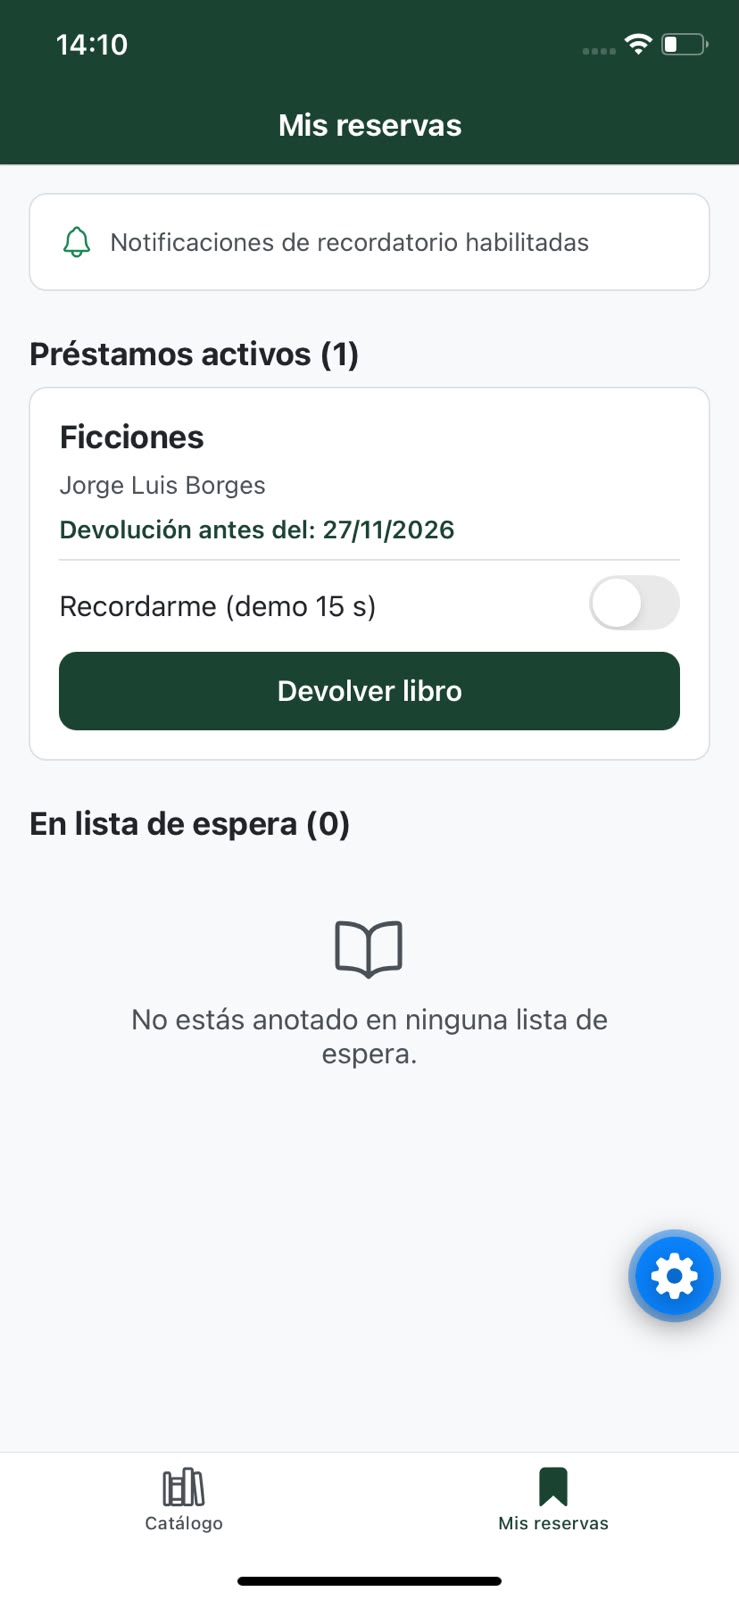 14:10
Mis reservas
Notificaciones de recordatorio habilitadas
Préstamos activos (1)
Ficciones
Jorge Luis Borges
Devolución antes del: 27/11/2026
Recordarme (demo 15 s)
Devolver libro
En lista de espera (0)
No estás anotado en ninguna lista de
espera.
Catálogo
Mis reservas